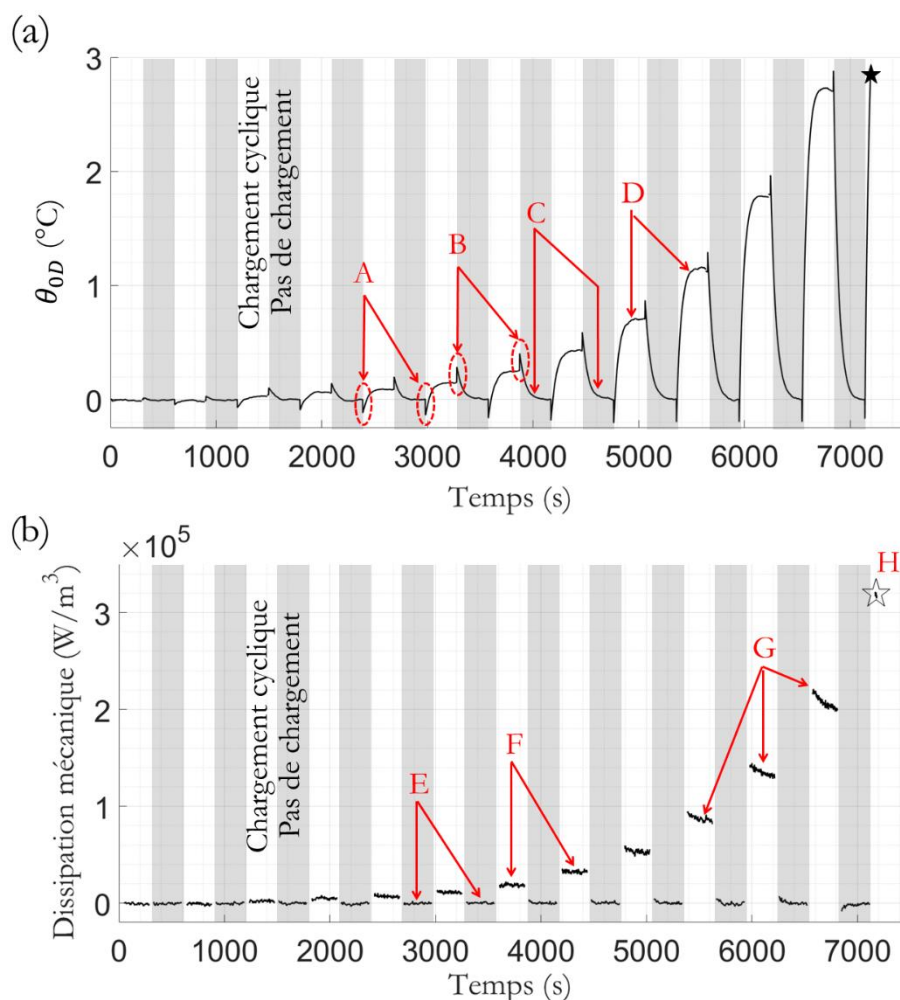 (a)
3
2
1
0
θ0D (°C)
Chargement cyclique
Pas de chargement
A
B
C
D
0 1000 2000 3000 4000 5000 6000 7000
Temps (s)
(b)
×10^5
H
3
2
1
0
Dissipation mécanique (W/m³)
Chargement cyclique
Pas de chargement
E
F
G
0 1000 2000 3000 4000 5000 6000 7000
Temps (s)